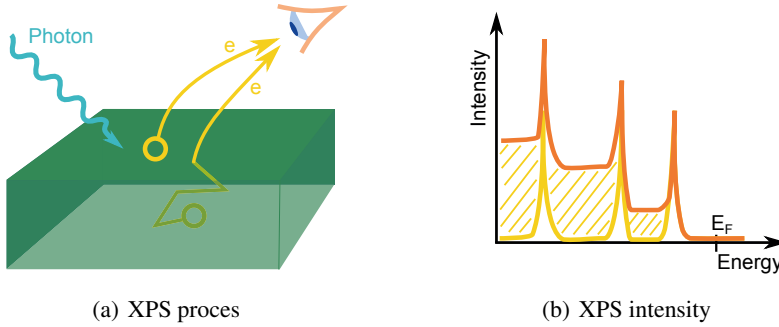 Photon
e
e
(a) XPS proces
Intensity
E_F
Energy
(b) XPS intensity